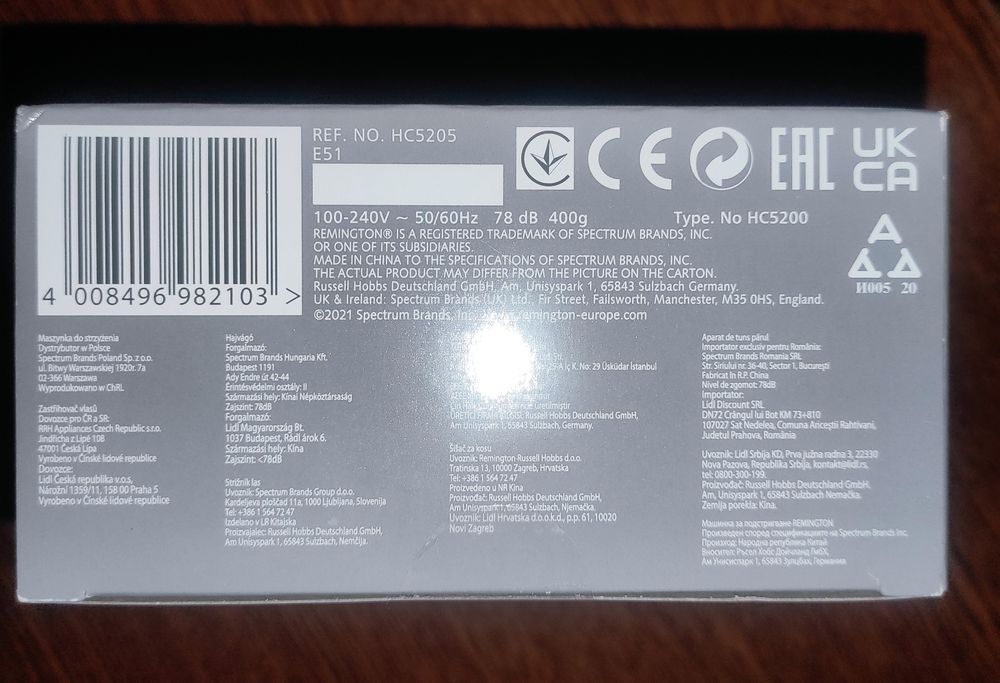 REF. NO. HC5205
E51
4 008496 982103 >
CE
EAC
UK
CA
100-240V ~ 50/60Hz 78 dB 400g
Type. No HC5200
REMINGTON® IS A REGISTERED TRADEMARK OF SPECTRUM BRANDS, INC.
OR ONE OF ITS SUBSIDIARIES.
MADE IN CHINA TO THE SPECIFICATIONS OF SPECTRUM BRANDS, INC.
THE ACTUAL PRODUCT MAY DIFFER FROM THE PICTURE ON THE CARTON.
Russell Hobbs Deutschland GmbH, Am, Unisyspark 1, 65843 Sulzbach Germany.
UK & Ireland: Spectrum Brands (UK) Ltd., Fir Street, Failsworth, Manchester, M35 0HS, England.
©2021 Spectrum Brands, Inc. www.remington-europe.com
A
И005 20
Maszynka do strzyżenia
Dystrybutor w Polsce
Spectrum Brands Poland Sp. z o.o.
ul. Bitwy Warszawskiej 1920r. 7a
02-366 Warszawa
Wyprodukowano w ChRL
Zastřihovač vlasů
Dovozce pro ČR a SR:
RRH Appliances Czech Republic s.r.o.
Jindřicha z Lipé 108
47001 Česká Lípa
Vyrobeno v Čínské lidové republice
Dovozce:
Lidl Česká republika v.o.s,
Nárožní 1359/11, 158 00 Praha 5
Vyrobeno v Čínské lidové republice
Hajvágó
Forgalmazó:
Spectrum Brands Hungaria Kft.
Budapest 1191
Ady Endre út 42-44
Érintésvédelmi osztály: II
Származási hely: Kínai Népköztársaság
Zajszint: 78dB
Forgalmazó:
Lidl Magyarország Bt.
1037 Budapest, Rádl árok 6.
Származási hely: Kína
Zajszint: <78dB
Strižnik las
Uvoznik: Spectrum Brands Group d.o.o.
Kardeljeva ploščad 11a, 1000 Ljubljana, Slovenija
Tel: +386 1 564 72 47
Izdelano v LR Kitajska
Proizvajalec: Russell Hobbs Deutschland GmbH,
Am Unisyspark 1, 65843 Sulzbach, Nemčija.
Şti.
iç K. No: 29 Üsküdar İstanbul
üretilmiştir
Russell Hobbs Deutschland GmbH,
Am Unisyspark 1, 65843 Sulzbach, Germany.
Šišač za kosu
Uvoznik: Remington-Russell Hobbs d.o.o.
Tratinska 13, 10000 Zagreb, Hrvatska
Tel: +386 1 564 72 47
Proizvedeno u NR Kina
Proizvođač: Russell Hobbs Deutschland GmbH,
Am, Unisyspark 1, 65843 Sulzbach, Njemačka.
Uvoznik: Lidl Hrvatska d.o.o.k.d., p.p. 61, 10020
Novi Zagreb
Aparat de tuns părul
Importator exclusiv pentru România:
Spectrum Brands Romania SRL
Str. Siriului nr. 36-40, Sector 1, București
Fabricat în R.P. China
Nivel de zgomot: 78dB
Importator:
Lidl Discount SRL
DN72 Crângul lui Bot KM 73+810
107027 Sat Nedelea, Comuna Ariceștii Rahtivani,
Județul Prahova, România
Uvoznik: Lidl Srbija KD, Prva južna radna 3, 22330
Nova Pazova, Republika Srbija, kontakt@lidl.rs,
tel: 0800-300-199.
Proizvođač: Russell Hobbs Deutschland GmbH,
Am, Unisyspark 1, 65843 Sulzbach Nemačka.
Zemlja porekla: Kina.
Машинка за подстригване REMINGTON
Произведен според спецификациите на Spectrum Brands Inc.
Произход: Народна република Китай
Вносител: Ръсел Хобс Дойчланд ГмбХ,
Ам Унисиспарк 1, 65843 Зулцбах, Германия